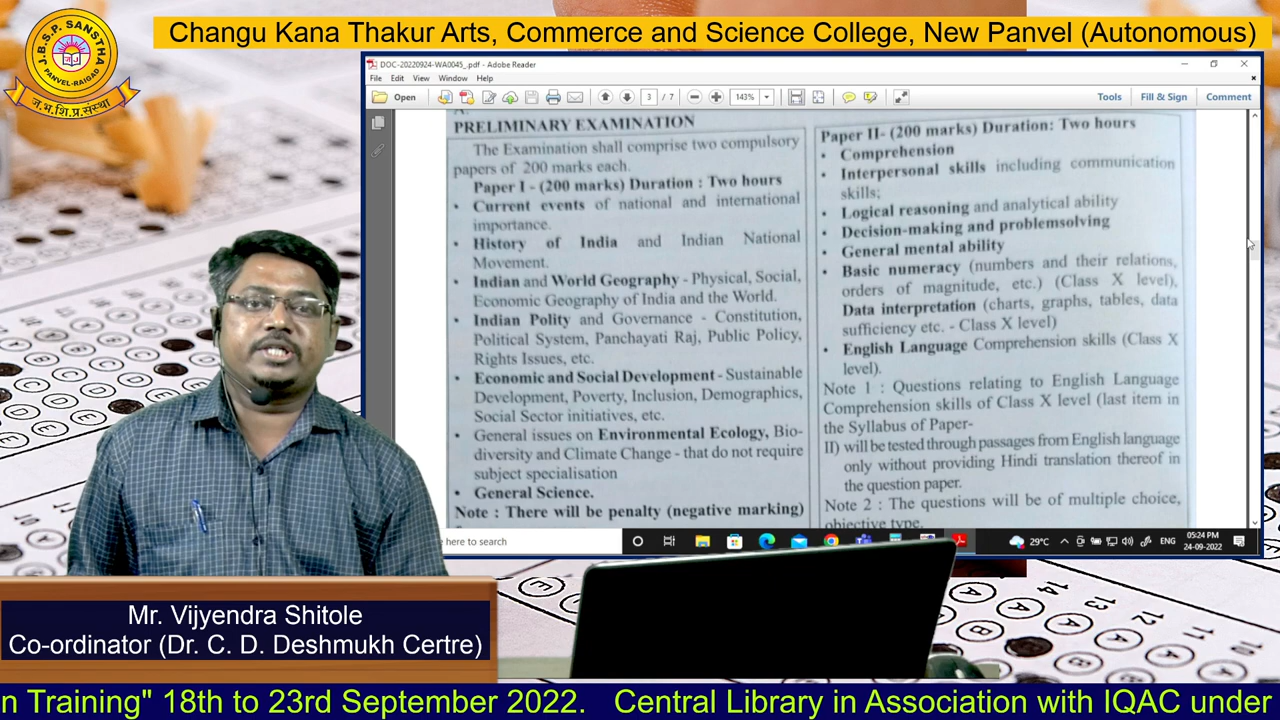 Changu Kana Thakur Arts, Commerce and Science College, New Panvel (Autonomous)
J.B.S.P. SANSTHA
PANVEL-RAIGAD
ज.भ.शि.प्र.संस्था
DOC-20220924-WA0045_.pdf - Adobe Reader
File Edit View Window Help
Open 3 / 7 143% Tools Fill & Sign Comment
PRELIMINARY EXAMINATION
The Examination shall comprise two compulsory
papers of 200 marks each.
Paper I - (200 marks) Duration : Two hours
• Current events of national and international
importance.
• History of India and Indian National
Movement.
• Indian and World Geography - Physical, Social,
Economic Geography of India and the World.
• Indian Polity and Governance - Constitution,
Political System, Panchayati Raj, Public Policy,
Rights Issues, etc.
• Economic and Social Development - Sustainable
Development, Poverty, Inclusion, Demographics,
Social Sector initiatives, etc.
• General issues on Environmental Ecology, Bio-
diversity and Climate Change - that do not require
subject specialisation
• General Science.
Note : There will be penalty (negative marking)
Paper II- (200 marks) Duration: Two hours
• Comprehension
• Interpersonal skills including communication
skills;
• Logical reasoning and analytical ability
• Decision-making and problemsolving
• General mental ability
• Basic numeracy (numbers and their relations,
orders of magnitude, etc.) (Class X level),
Data interpretation (charts, graphs, tables, data
sufficiency etc. - Class X level)
• English Language Comprehension skills (Class X
level).
Note 1 : Questions relating to English Language
Comprehension skills of Class X level (last item in
the Syllabus of Paper-
II) will be tested through passages from English language
only without providing Hindi translation thereof in
the question paper.
Note 2 : The questions will be of multiple choice,
objective type.
here to search
29°C ENG 05:24 PM
24-09-2022
Mr. Vijyendra Shitole
Co-ordinator (Dr. C. D. Deshmukh Certre)
n Training" 18th to 23rd September 2022. Central Library in Association with IQAC under